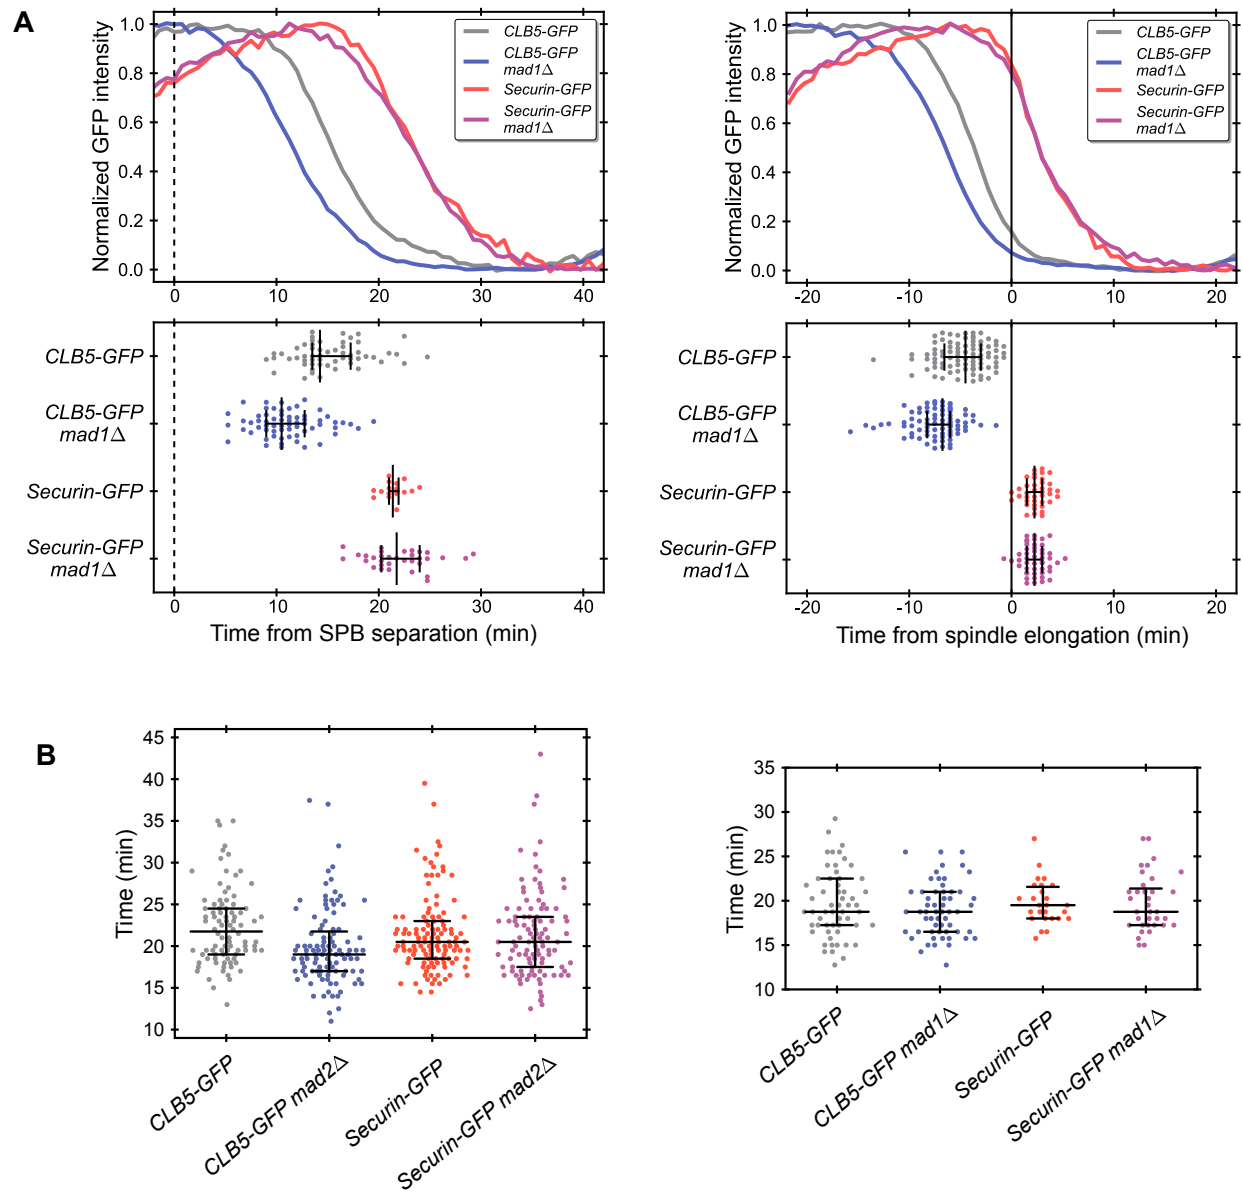 A
Normalized GFP intensity
1.0
0.8
0.6
0.4
0.2
0.0
0
10
20
30
40
CLB5-GFP
CLB5-GFP
mad1Δ
Securin-GFP
Securin-GFP
mad1Δ
Normalized GFP intensity
1.0
0.8
0.6
0.4
0.2
0.0
-20
-10
0
10
20
CLB5-GFP
CLB5-GFP
mad1Δ
Securin-GFP
Securin-GFP
mad1Δ
CLB5-GFP
CLB5-GFP
mad1Δ
Securin-GFP
Securin-GFP
mad1Δ
0
10
20
30
40
Time from SPB separation (min)
CLB5-GFP
CLB5-GFP
mad1Δ
Securin-GFP
Securin-GFP
mad1Δ
-20
-10
0
10
20
Time from spindle elongation (min)
B
Time (min)
45
40
35
30
25
20
15
10
CLB5-GFP
CLB5-GFP mad2Δ
Securin-GFP
Securin-GFP mad2Δ
Time (min)
35
30
25
20
15
10
CLB5-GFP
CLB5-GFP mad1Δ
Securin-GFP
Securin-GFP mad1Δ